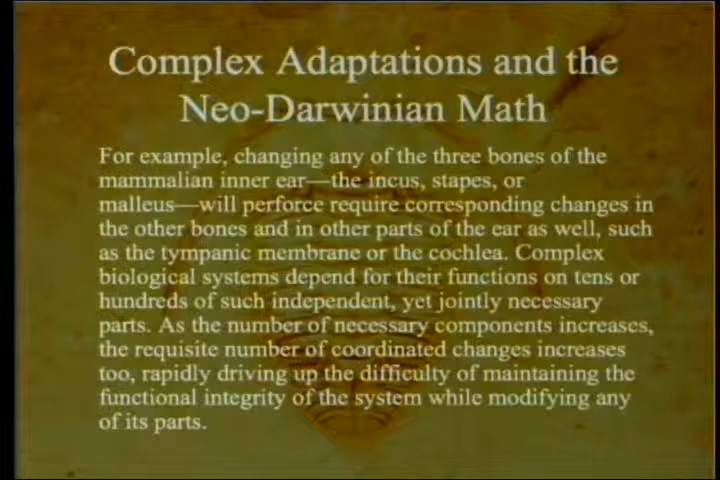 Complex Adaptations and the
Neo-Darwinian Math
For example, changing any of the three bones of the
mammalian inner ear—the incus, stapes, or
malleus—will perforce require corresponding changes in
the other bones and in other parts of the ear as well, such
as the tympanic membrane or the cochlea. Complex
biological systems depend for their functions on tens or
hundreds of such independent, yet jointly necessary
parts. As the number of necessary components increases,
the requisite number of coordinated changes increases
too, rapidly driving up the difficulty of maintaining the
functional integrity of the system while modifying any
of its parts.